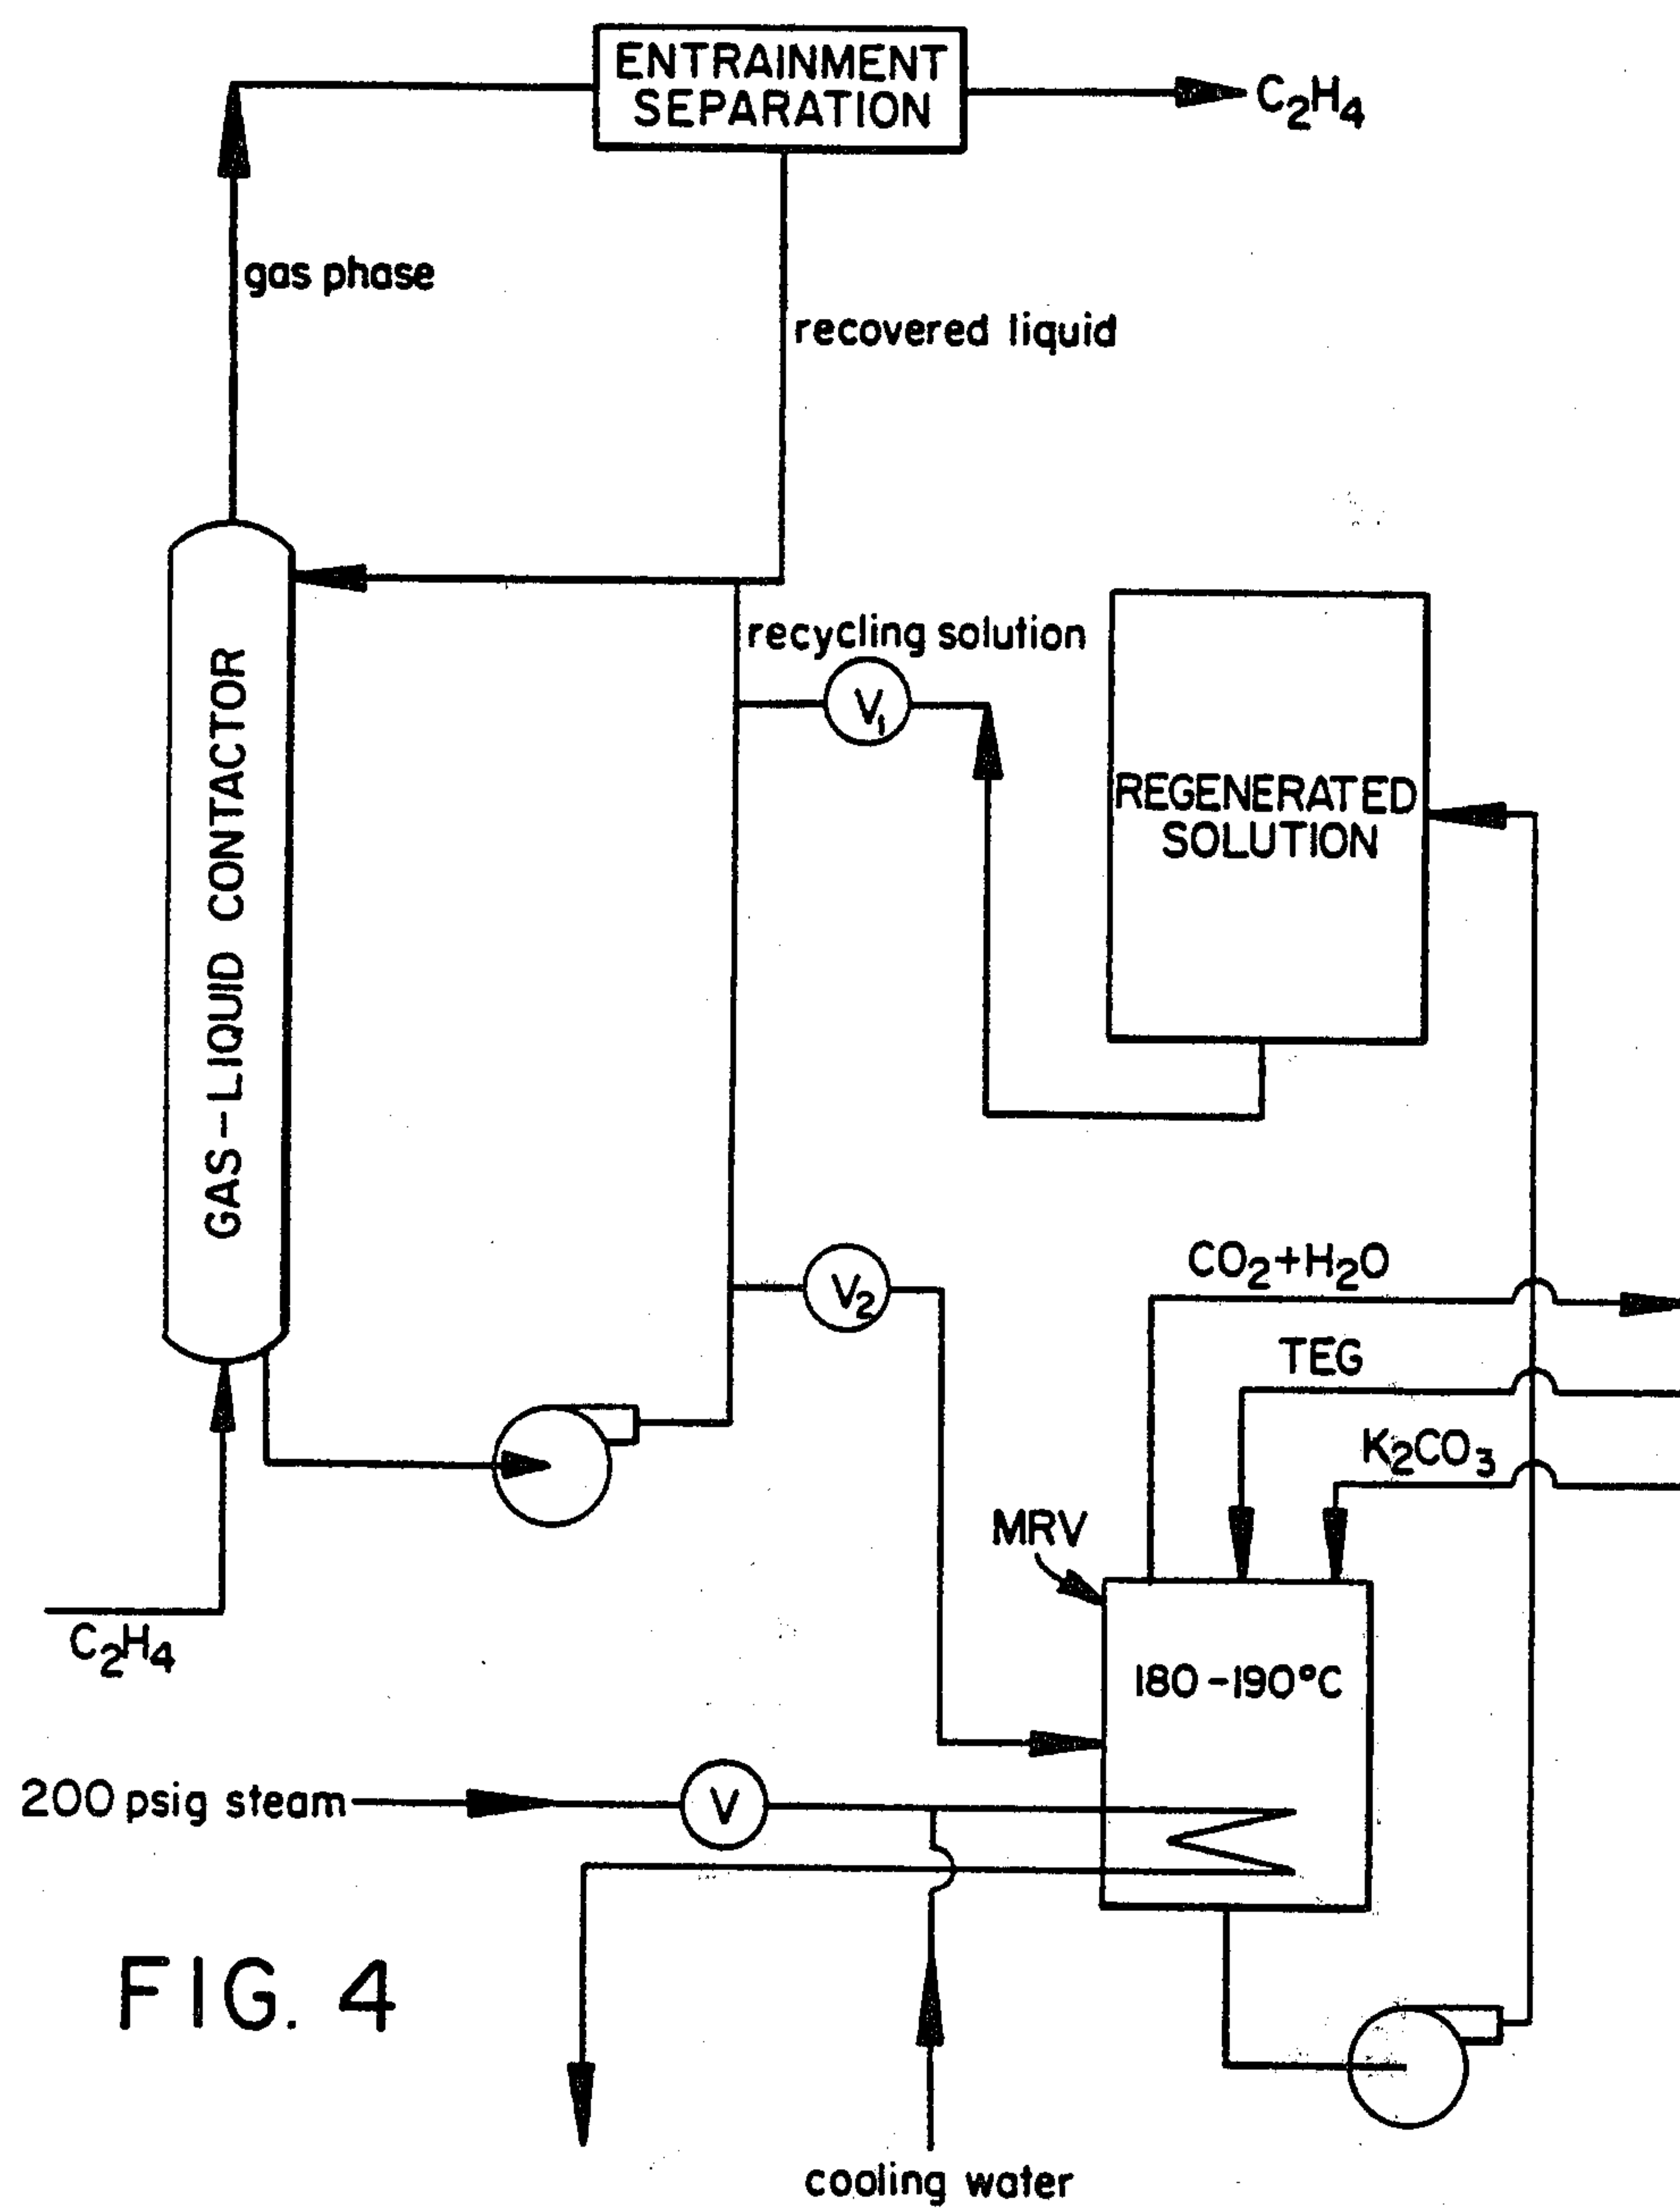 ENTRAINMENT
SEPARATION
C₂H₄
gas phase
recovered liquid
recycling solution
V₁
GAS-LIQUID CONTACTOR
REGENERATED
SOLUTION
V₂
CO₂+H₂O
TEG
K₂CO₃
MRV
C₂H₄
180-190°C
200 psig steam
V
FIG. 4
cooling water